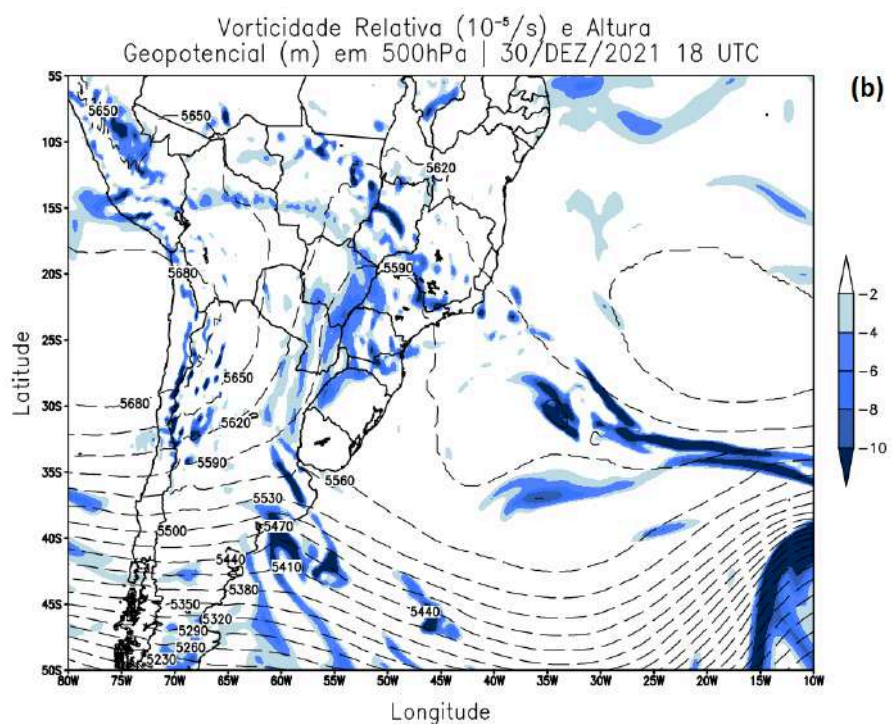 Vorticidade Relativa (10⁻⁵/s) e Altura
Geopotencial (m) em 500hPa | 30/DEZ/2021 18 UTC
(b)
5S
10S
15S
20S
25S
30S
35S
40S
45S
50S
Latitude
80W 75W 70W 65W 60W 55W 50W 45W 40W 35W 30W 25W 20W 15W 10W
Longitude
5650
5650
5620
5680
5590
5650
5680
5620
5590
5560
5530
5500
5470
5440
5410
5380
5350
5440
5320
5290
5260
5230
-2
-4
-6
-8
-10